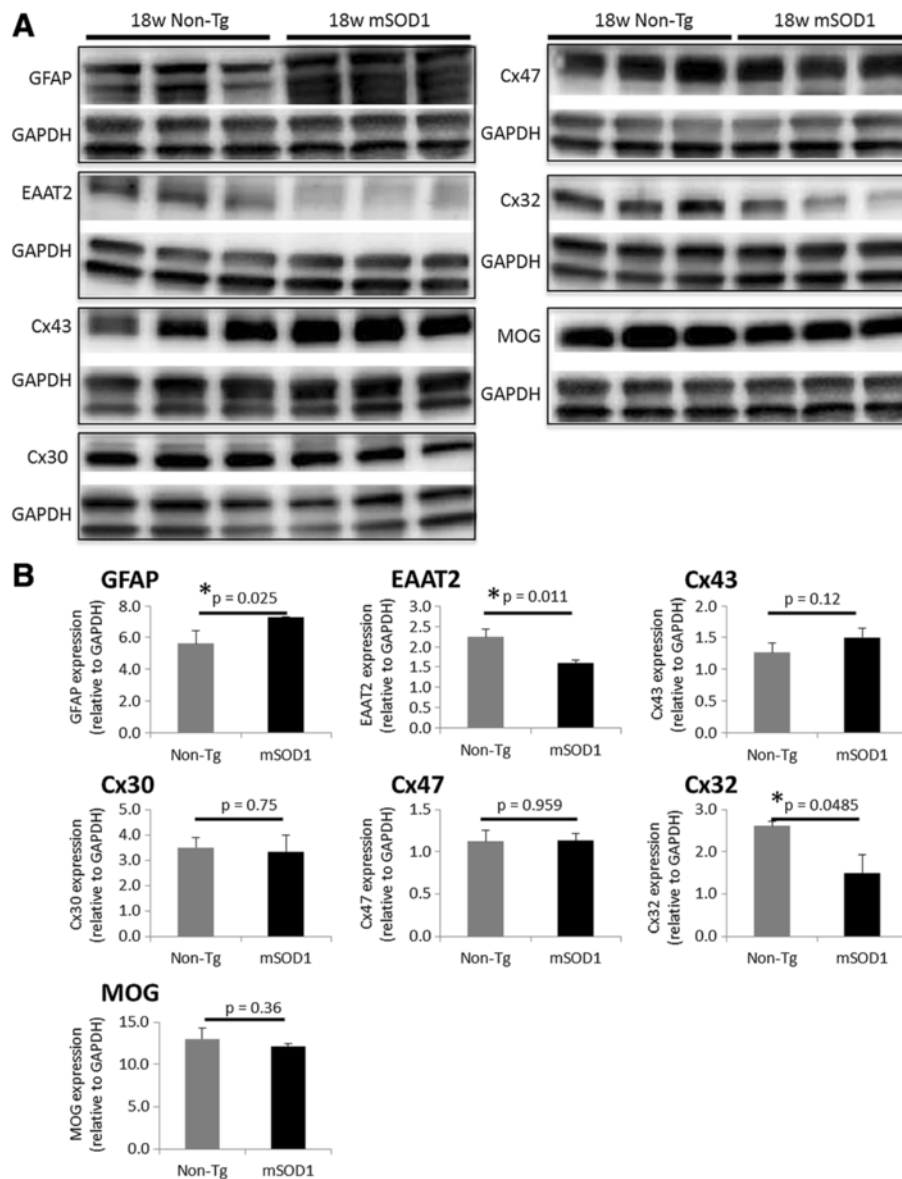 A
18w Non-Tg 18w mSOD1
GFAP
GAPDH
EAAT2
GAPDH
Cx43
GAPDH
Cx30
GAPDH
18w Non-Tg 18w mSOD1
Cx47
GAPDH
Cx32
GAPDH
MOG
GAPDH
B
GFAP
* p = 0.025
GFAP expression
(relative to GAPDH)
8.0
6.0
4.0
2.0
0.0
Non-Tg mSOD1
EAAT2
* p = 0.011
EAAT2 expression
(relative to GAPDH)
3.0
2.5
2.0
1.5
1.0
0.5
0.0
Non-Tg mSOD1
Cx43
p = 0.12
Cx43 expression
(relative to GAPDH)
2.0
1.5
1.0
0.5
0.0
Non-Tg mSOD1
Cx30
p = 0.75
Cx30 expression
(relative to GAPDH)
5.0
4.0
3.0
2.0
1.0
0.0
Non-Tg mSOD1
Cx47
p = 0.959
Cx47 expression
(relative to GAPDH)
1.5
1.0
0.5
0.0
Non-Tg mSOD1
Cx32
* p = 0.0485
Cx32 expression
(relative to GAPDH)
3.0
2.0
1.0
0.0
Non-Tg mSOD1
MOG
p = 0.36
MOG expression
(relative to GAPDH)
15.0
10.0
5.0
0.0
Non-Tg mSOD1